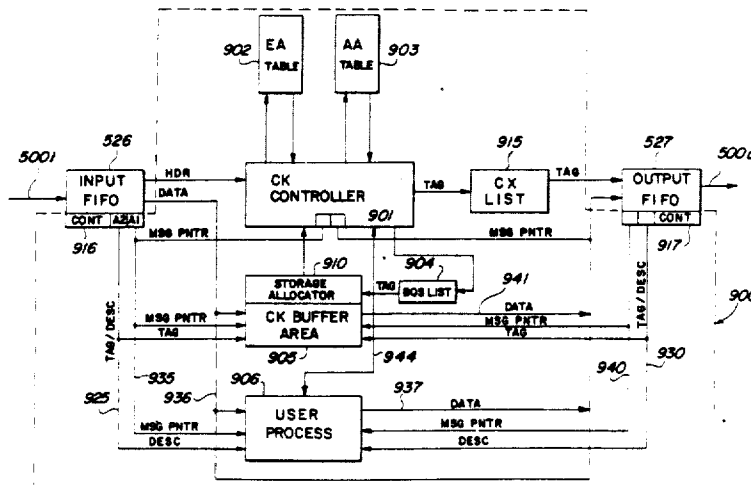 902
EA
TABLE
AA
TABLE
903
5001
526
INPUT
FIFO
HDR
DATA
CK
CONTROLLER
901
TAG
915
CX
LIST
TAG
527
OUTPUT
FIFO
CONT
A2
A1
916
MSG PNTR
MSG PNTR
CONT
917
910
STORAGE
ALLOCATOR
TAG
904
SQS LIST
941
DATA
900
TAG/DESC
MSG PNTR
TAG
CK BUFFER
AREA
MSG PNTR
TAG
TAG/DESC
905
944
925
935
936
906
937
940
930
USER
PROCESS
DATA
MSG PNTR
DESC
MSG PNTR
DESC